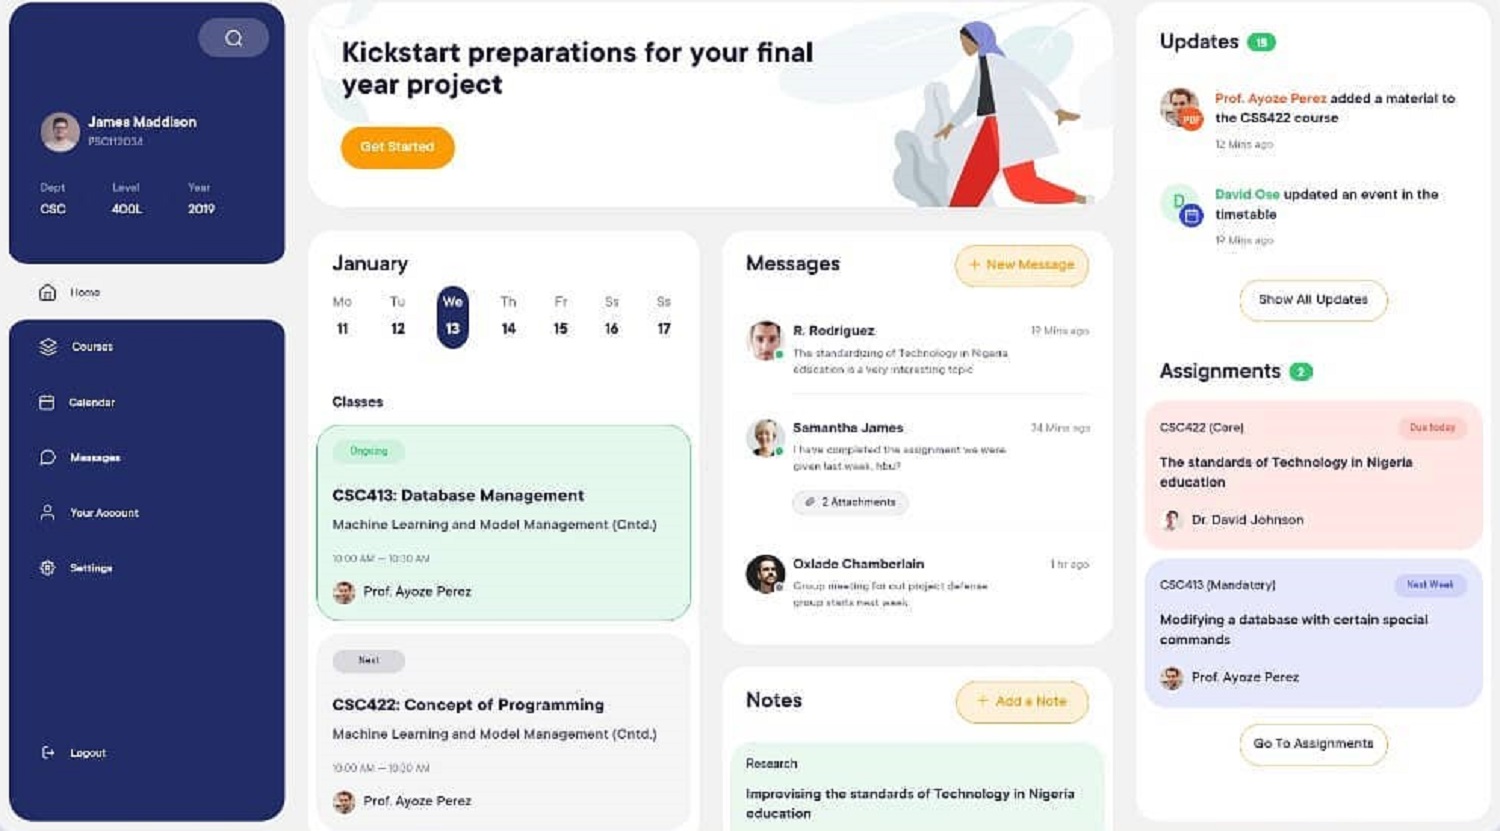 James Maddison
PSC112034
Dept Level Year
CSC 400L 2019
Home
Courses
Calendar
Messages
Your Account
Settings
Logout
Kickstart preparations for your final
year project
Get Started
January
Mo Tu We Th Fr Ss Ss
11 12 13 14 15 16 17
Classes
Ongoing
CSC413: Database Management
Machine Learning and Model Management (Cntd.)
10:00 AM — 10:30 AM
Prof. Ayoze Perez
Next
CSC422: Concept of Programming
Machine Learning and Model Management (Cntd.)
10:00 AM — 10:30 AM
Prof. Ayoze Perez
Messages
+ New Message
R. Rodriguez 19 Mins ago
The standardizing of Technology in Nigeria
education is a very interesting topic
Samantha James 34 Mins ago
I have completed the assignment we were
given last week, hbu?
2 Attachments
Oxlade Chamberlain 1 hr ago
Group meeting for out project defense
group starts next week
Notes
+ Add a Note
Research
Improvising the standards of Technology in Nigeria
education
Updates 15
PDF
Prof. Ayoze Perez added a material to
the CSS422 course
12 Mins ago
D
David Ose updated an event in the
timetable
19 Mins ago
Show All Updates
Assignments 2
CSC422 (Core) Due today
The standards of Technology in Nigeria
education
Dr. David Johnson
CSC413 (Mandatory) Next Week
Modifying a database with certain special
commands
Prof. Ayoze Perez
Go To Assignments